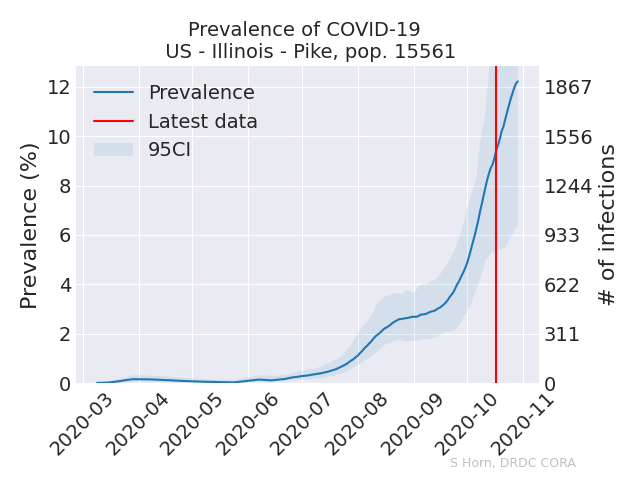 Prevalence of COVID-19
US - Illinois - Pike, pop. 15561
Prevalence
Latest data
95CI
Prevalence (%)
12
10
8
6
4
2
0
1867
1556
1244
933
622
311
0
# of infections
2020-03
2020-04
2020-05
2020-06
2020-07
2020-08
2020-09
2020-10
2020-11
S Horn, DRDC CORA